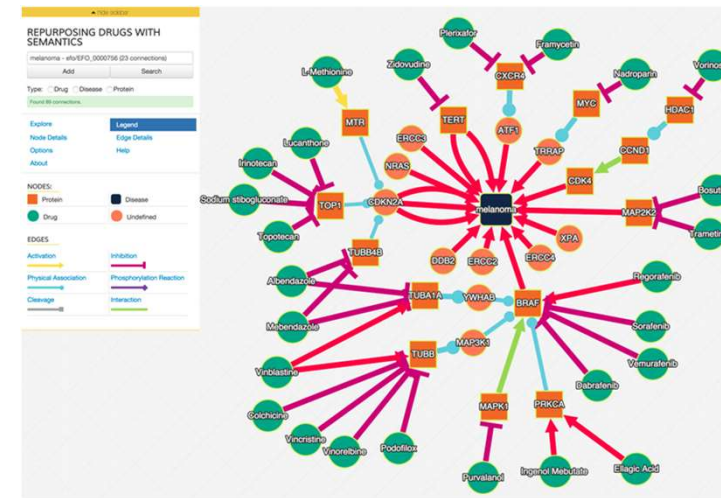 REPURPOSING DRUGS WITH
SEMANTICS
melanoma - efo/EFO_0000756 (23 connections)
Add
Search
Type: Drug Disease Protein
Found 89 connections.
Explore
Legend
Node Details
Edge Details
Options
Help
About
NODES:
Protein
Disease
Drug
Undefined
EDGES
Activation
Inhibition
Physical Association
Phosphorylation Reaction
Cleavage
Interaction
Plerixafor
Framycetin
L-Methionine
Zidovudine
CXCR4
Nadroparin
MYC
HDAC1
MTR
TERT
ATF1
ERCC3
TRRAP
CCND1
Lucanthone
Irinotecan
NRAS
CDK4
Sodium stibogluconate
TOP1
CDKN2A
melanoma
MAP2K2
Topotecan
XPA
TUBB4B
DDB2
ERCC2
ERCC4
Albendazole
TUBA1A
YWHAB
BRAF
Regorafenib
Mebendazole
Sorafenib
MAP3K1
TUBB
Vemurafenib
Vinblastine
Dabrafenib
MAPK1
PRKCA
Colchicine
Vincristine
Vinorelbine
Podofilox
Purvalanol
Ingenol Mebutate
Ellagic Acid